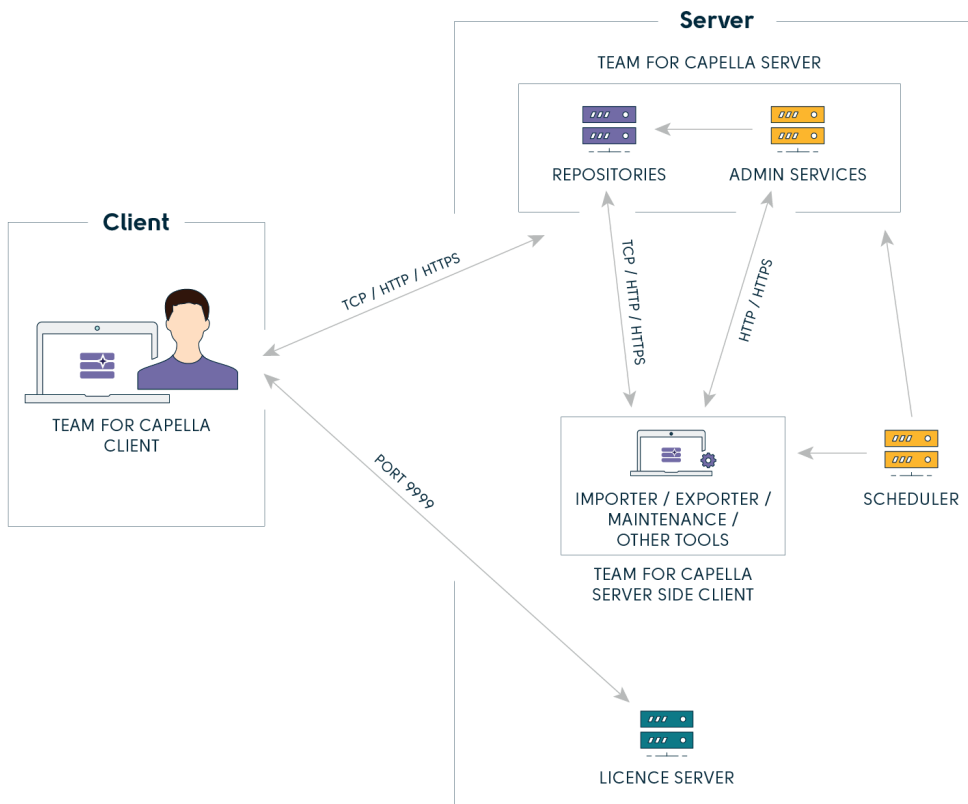 Server
TEAM FOR CAPELLA SERVER
REPOSITORIES
ADMIN SERVICES
Client
TEAM FOR CAPELLA
CLIENT
TCP / HTTP / HTTPS
TCP / HTTP / HTTPS
HTTP / HTTPS
PORT 9999
IMPORTER / EXPORTER /
MAINTENANCE /
OTHER TOOLS
SCHEDULER
TEAM FOR CAPELLA
SERVER SIDE CLIENT
LICENCE SERVER